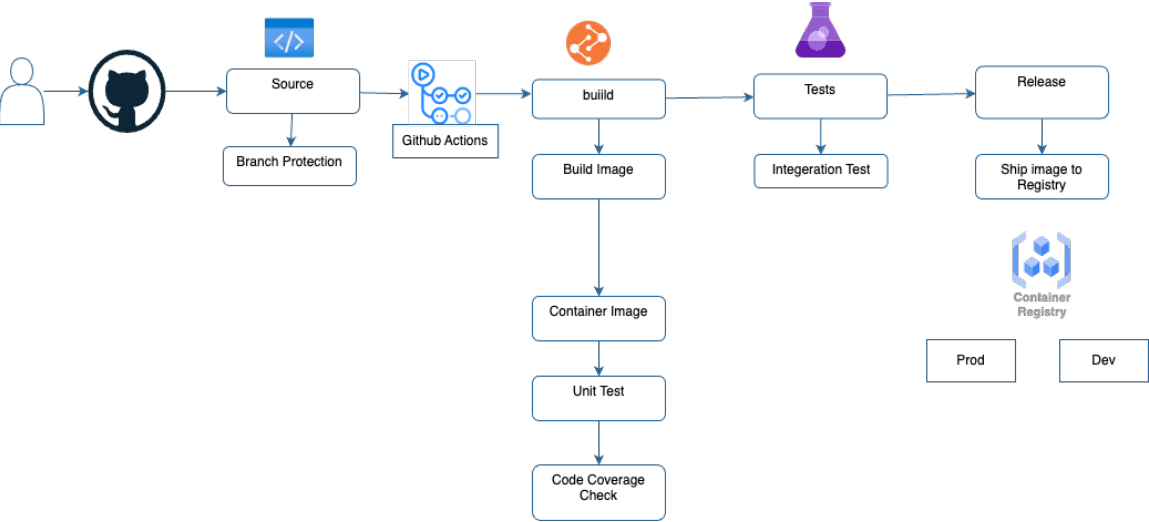 Source
Branch Protection
Github Actions
buiild
Build Image
Container Image
Unit Test
Code Coverage
Check
Tests
Integeration Test
Release
Ship image to
Registry
Container
Registry
Prod
Dev